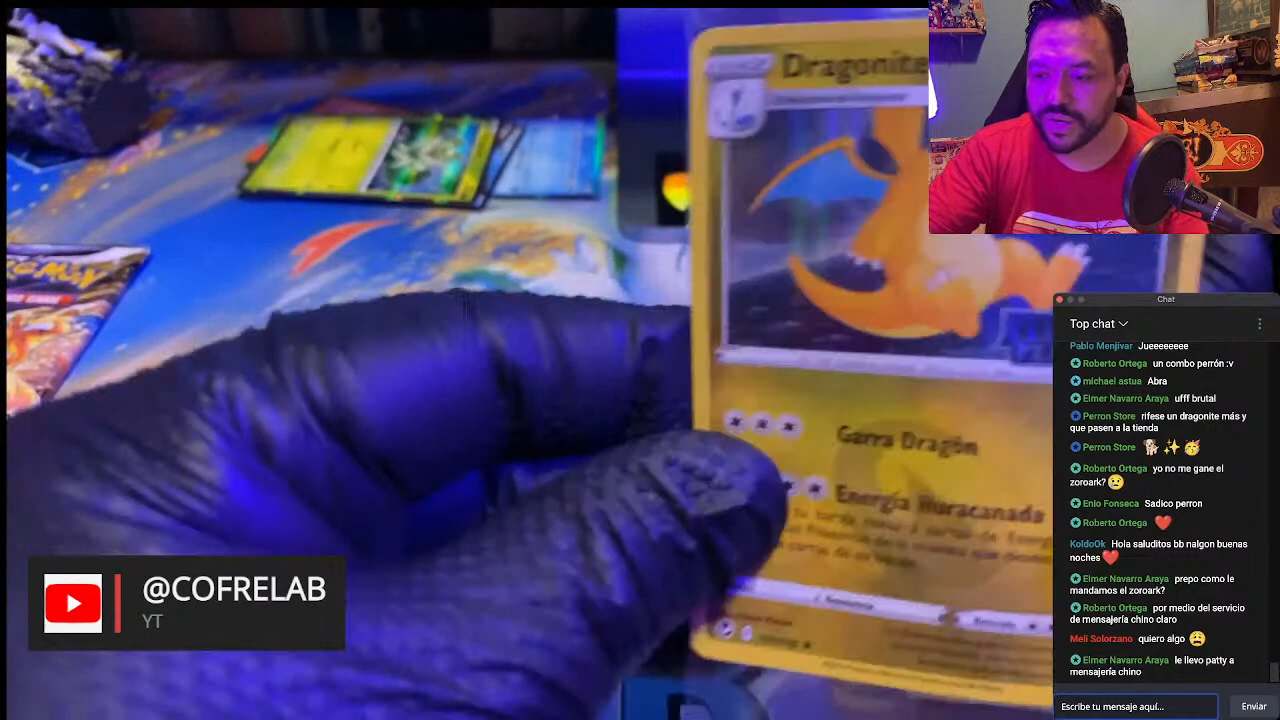 Dragonite
Garra Dragón
Energía Huracanada
@COFRELAB
YT
Chat
Top chat
Pablo Menjivar Jueeeeeeee
Roberto Ortega un combo perrón :v
michael astua Abra
Elmer Navarro Araya ufff brutal
Perron Store rifese un dragonite más y
que pasen a la tienda
Perron Store 🐕✨🥳
Roberto Ortega yo no me gane el
zoroark?😢
Enio Fonseca Sadico perron
Roberto Ortega ❤️
KoldoOk Hola saluditos bb nalgon buenas
noches❤️
Elmer Navarro Araya prepo como le
mandamos el zoroark?
Roberto Ortega por medio del servicio
de mensajería chino claro
Meli Solorzano quiero algo 😩
Elmer Navarro Araya le llevo patty a
mensajería chino
Escribe tu mensaje aquí...
Enviar